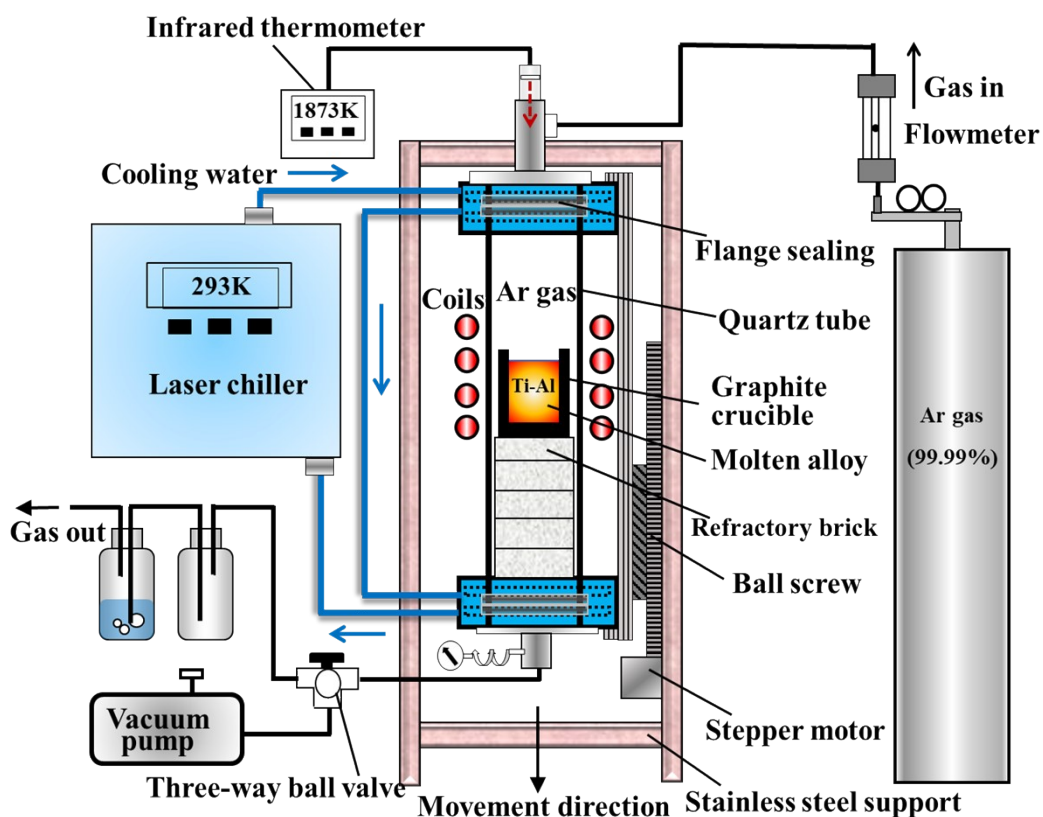 Infrared thermometer
1873K
Gas in
Flowmeter
Cooling water
Flange sealing
293K
Coils
Ar gas
Quartz tube
Laser chiller
Ti-Al
Graphite
crucible
Ar gas
(99.99%)
Molten alloy
Gas out
Refractory brick
Ball screw
Vacuum
pump
Stepper motor
Three-way ball valve
Movement direction
Stainless steel support